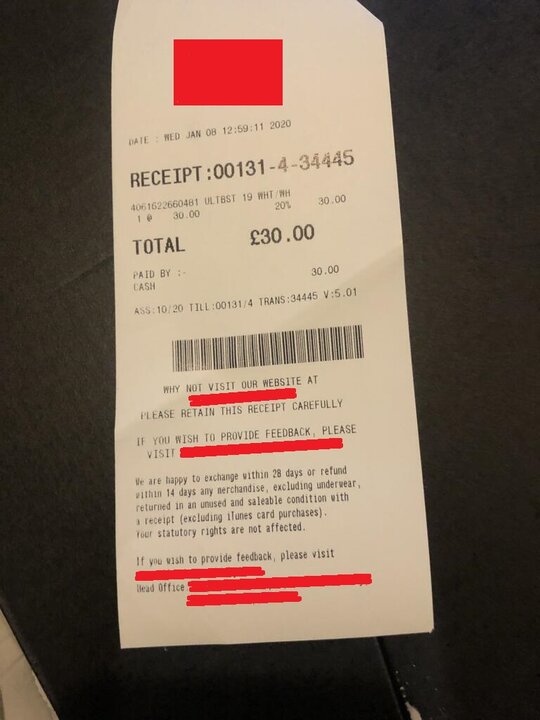 DATE : WED JAN 08 12:59:11 2020
RECEIPT:00131-4-34445
4061622660481 ULTBST 19 WHT/WH
1 @ 30.00 20% 30.00
TOTAL £30.00
PAID BY :- 30.00
CASH
ASS:10/20 TILL:00131/4 TRANS:34445 V:5.01
WHY NOT VISIT OUR WEBSITE AT
PLEASE RETAIN THIS RECEIPT CAREFULLY
IF YOU WISH TO PROVIDE FEEDBACK, PLEASE
VISIT
We are happy to exchange within 28 days or refund
within 14 days any merchandise, excluding underwear,
returned in an unused and saleable condition with
a receipt (excluding iTunes card purchases).
Your statutory rights are not affected.
If you wish to provide feedback, please visit
Head Office